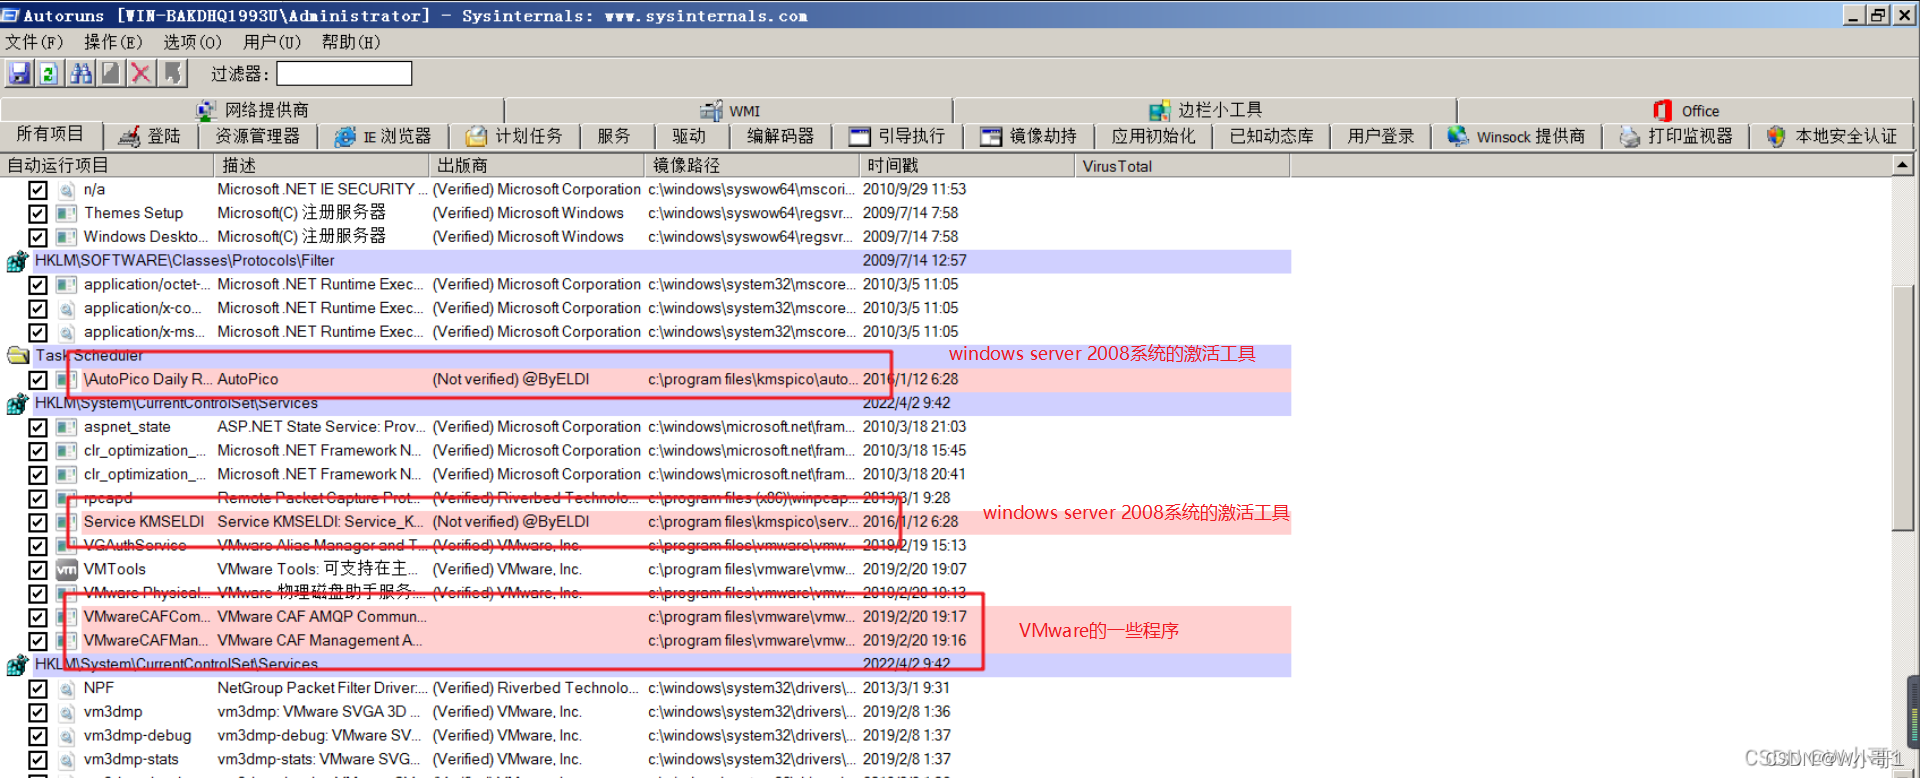 Autoruns [WIN-BAKDHQ1993U\Administrator] - Sysinternals: www.sysinternals.com
文件(F) 操作(E) 选项(O) 用户(U) 帮助(H)
过滤器:
网络提供商 WMI 边栏小工具 Office
所有项目 登陆 资源管理器 IE 浏览器 计划任务 服务 驱动 编解码器 引导执行 镜像劫持 应用初始化 已知动态库 用户登录 Winsock 提供商 打印监视器 本地安全认证
自动运行项目 描述 出版商 镜像路径 时间戳 VirusTotal
n/a Microsoft .NET IE SECURITY ... (Verified) Microsoft Corporation c:\windows\syswow64\mscori... 2010/9/29 11:53
Themes Setup Microsoft(C) 注册服务器 (Verified) Microsoft Windows c:\windows\syswow64\regsvr... 2009/7/14 7:58
Windows Deskto... Microsoft(C) 注册服务器 (Verified) Microsoft Windows c:\windows\syswow64\regsvr... 2009/7/14 7:58
HKLM\SOFTWARE\Classes\Protocols\Filter 2009/7/14 12:57
application/octet-... Microsoft .NET Runtime Exec... (Verified) Microsoft Corporation c:\windows\system32\mscore... 2010/3/5 11:05
application/x-co... Microsoft .NET Runtime Exec... (Verified) Microsoft Corporation c:\windows\system32\mscore... 2010/3/5 11:05
application/x-ms... Microsoft .NET Runtime Exec... (Verified) Microsoft Corporation c:\windows\system32\mscore... 2010/3/5 11:05
Task Scheduler windows server 2008系统的激活工具
\AutoPico Daily R... AutoPico (Not verified) @ByELDI c:\program files\kmspico\auto... 2016/1/12 6:28
HKLM\System\CurrentControlSet\Services 2022/4/2 9:42
aspnet_state ASP.NET State Service: Prov... (Verified) Microsoft Corporation c:\windows\microsoft.net\fram... 2010/3/18 21:03
clr_optimization_... Microsoft .NET Framework N... (Verified) Microsoft Corporation c:\windows\microsoft.net\fram... 2010/3/18 15:45
clr_optimization_... Microsoft .NET Framework N... (Verified) Microsoft Corporation c:\windows\microsoft.net\fram... 2010/3/18 20:41
rpcapd Remote Packet Capture Prot... (Verified) Riverbed Technolo... c:\program files (x86)\winpcap... 2013/3/1 9:28
Service KMSELDI Service KMSELDI: Service_K... (Not verified) @ByELDI c:\program files\kmspico\serv... 2016/1/12 6:28 windows server 2008系统的激活工具
VGAuthService VMware Alias Manager and T... (Verified) VMware, Inc. c:\program files\vmware\vmw... 2019/2/19 15:13
VMTools VMware Tools: 可支持在主... (Verified) VMware, Inc. c:\program files\vmware\vmw... 2019/2/20 19:07
VMware Physical... VMware 物理磁盘助手服务:... (Verified) VMware, Inc. c:\program files\vmware\vmw... 2019/2/20 19:13
VMwareCAFCom... VMware CAF AMQP Commun... c:\program files\vmware\vmw... 2019/2/20 19:17
VMwareCAFMan... VMware CAF Management A... c:\program files\vmware\vmw... 2019/2/20 19:16 VMware的一些程序
HKLM\System\CurrentControlSet\Services 2022/4/2 9:42
NPF NetGroup Packet Filter Driver:... (Verified) Riverbed Technolo... c:\windows\system32\drivers\... 2013/3/1 9:31
vm3dmp vm3dmp: VMware SVGA 3D ... (Verified) VMware, Inc. c:\windows\system32\drivers\... 2019/2/8 1:36
vm3dmp-debug vm3dmp-debug: VMware SV... (Verified) VMware, Inc. c:\windows\system32\drivers\... 2019/2/8 1:37
vm3dmp-stats vm3dmp-stats: VMware SVG... (Verified) VMware, Inc. c:\windows\system32\drivers\... 2019/2/8 1:37
CSDN @W小哥1